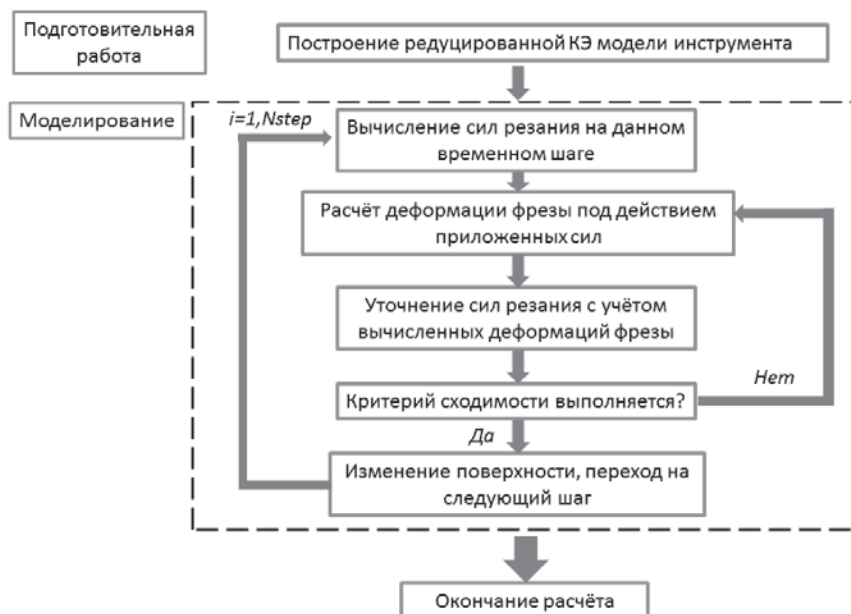 Подготовительная
работа
Построение редуцированной КЭ модели инструмента
Моделирование
i=1,Nstep
Вычисление сил резания на данном
временном шаге
Расчёт деформации фрезы под действием
приложенных сил
Уточнение сил резания с учётом
вычисленных деформаций фрезы
Критерий сходимости выполняется?
Нет
Да
Изменение поверхности, переход на
следующий шаг
Окончание расчёта